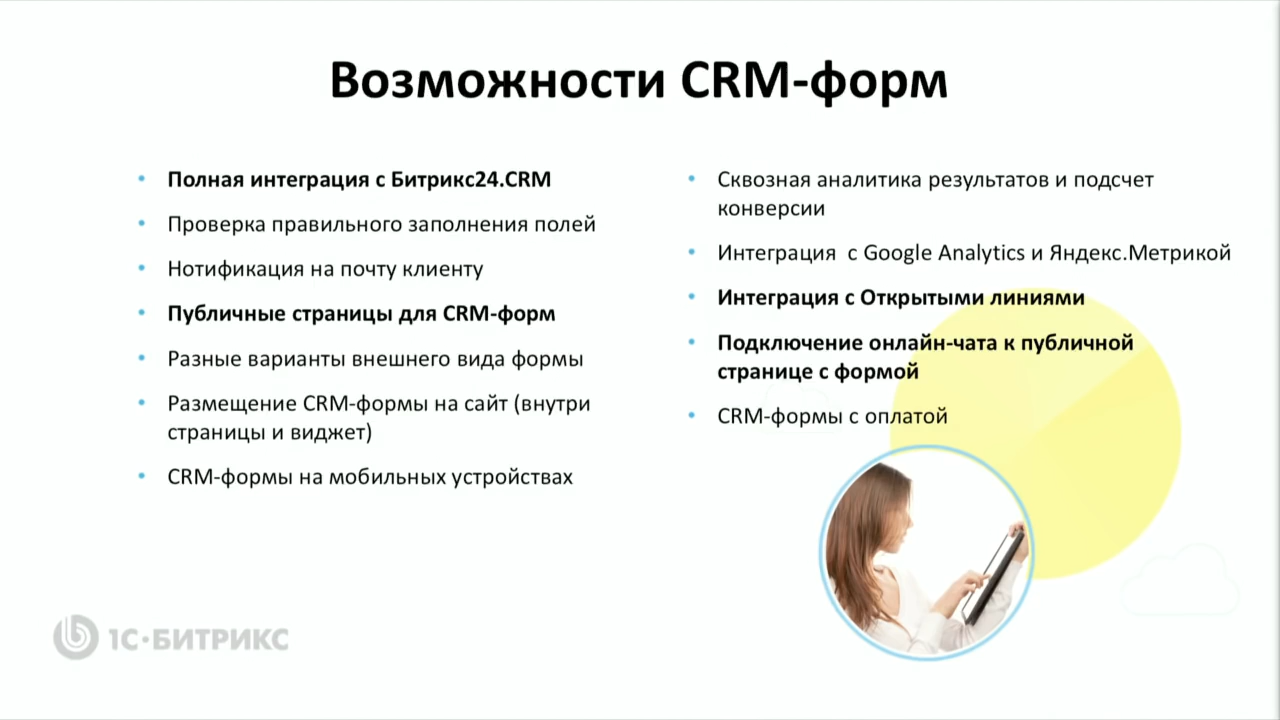 Возможности CRM-форм
Полная интеграция с Битрикс24.CRM
Проверка правильного заполнения полей
Нотификация на почту клиенту
Публичные страницы для CRM-форм
Разные варианты внешнего вида формы
Размещение CRM-формы на сайт (внутри
страницы и виджет)
CRM-формы на мобильных устройствах
Сквозная аналитика результатов и подсчет
конверсии
Интеграция с Google Analytics и Яндекс.Метрикой
Интеграция с Открытыми линиями
Подключение онлайн-чата к публичной
странице с формой
CRM-формы с оплатой
1С·БИТРИКС